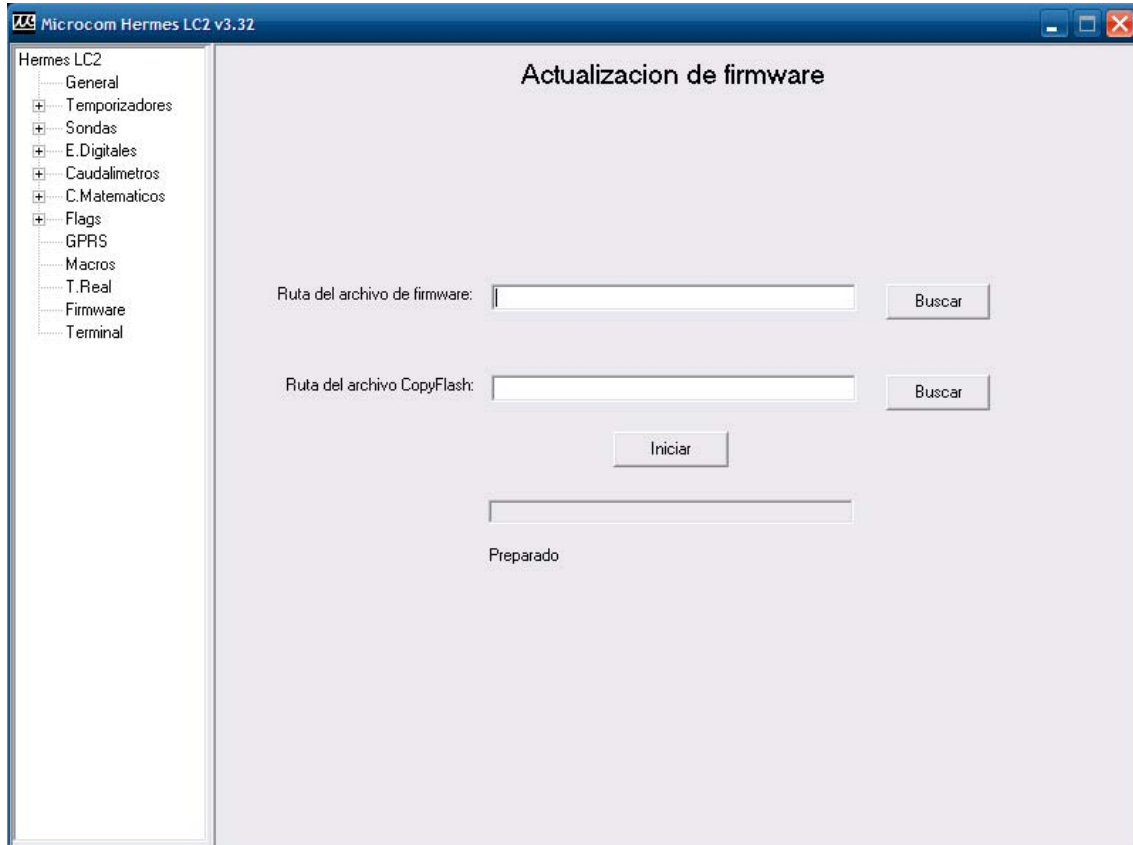 Microcom Hermes LC2 v3.32
Hermes LC2
General
Temporizadores
Sondas
E.Digitales
Caudalimetros
C.Matematicos
Flags
GPRS
Macros
T.Real
Firmware
Terminal
Actualizacion de firmware
Ruta del archivo de firmware:
Buscar
Ruta del archivo CopyFlash:
Buscar
Iniciar
Preparado